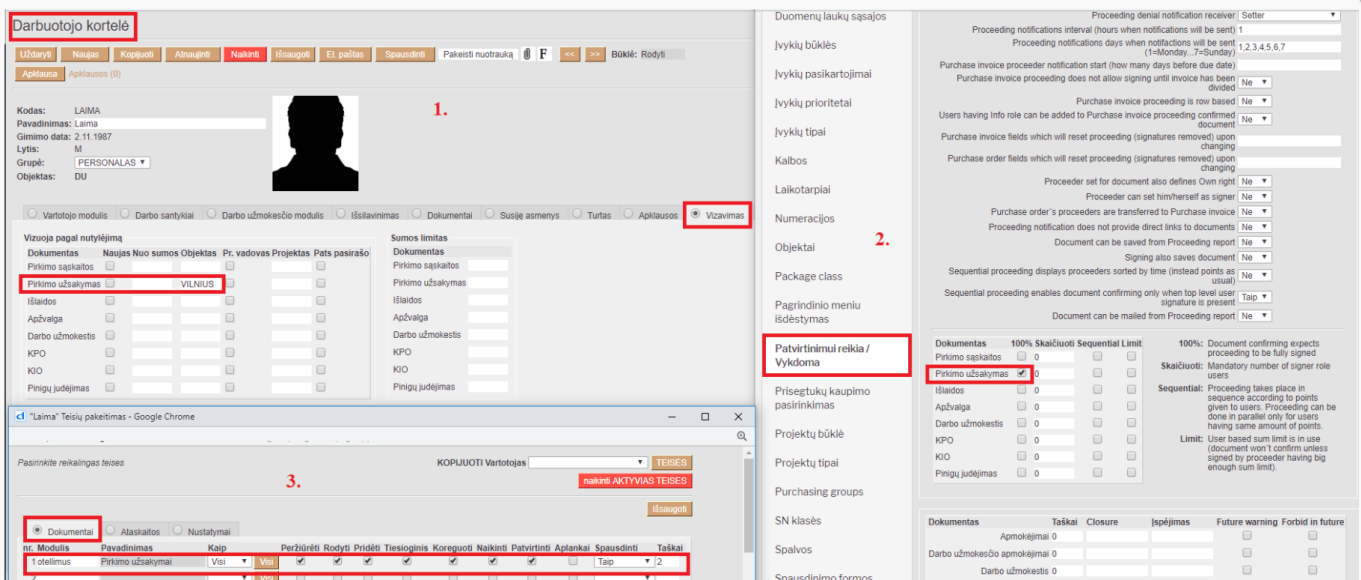 Darbuotojo kortelė
Uždaryti Naujas Kopijuoti Atnaujinti Naikinti Išsaugoti El. paštas Spausdinti Pakeisti nuotrauką F << >> Būklė: Rodyti
Apklausa Apklausos (0)
1.
Kodas: LAIMA
Pavadinimas: Laima
Gimimo data: 2.11.1987
Lytis: M
Grupė: PERSONALAS
Objektas: DU
Vartotojo modulis Darbo santykiai Darbo užmokesčio modulis Išsilavinimas Dokumentai Susiję asmenys Turtas Apklausos Vizavimas
Vizuoja pagal nutylėjimą
Dokumentas Naujas Nuo sumos Objektas Pr. vadovas Projektas Pats pasirašo
Pirkimo sąskaitos
Pirkimo užsakymas VILNIUS
Išlaidos
Apžvalga
Darbo užmokestis
KPO
KIO
Pinigų judėjimas
Sumos limitas
Dokumentas
Pirkimo sąskaitos
Pirkimo užsakymas
Išlaidos
Apžvalga
Darbo užmokestis
KPO
KIO
Pinigų judėjimas
"Laima" Teisių pakeitimas - Google Chrome
Pasirinkite reikalingas teises
KOPIJUOTI Vartotojas TEISES
naikinti AKTYVIAS TEISES
3.
Išsaugoti
Dokumentai Ataskaitos Nustatymai
nr. Modulis Pavadinimas Kaip Peržiūrėti Rodyti Pridėti Tiesioginis Koreguoti Naikinti Patvirtinti Aplankai Spausdinti Taškai
1 otellimus Pirkimo užsakymai Visi Visi Taip 2
2
Duomenų laukų sąsajos
Įvykių būklės
Įvykių pasikartojimai
Įvykių prioritetai
Įvykių tipai
Kalbos
Laikotarpiai
Numeracijos
Objektai
Package class
Pagrindinio meniu
išdėstymas
Patvirtinimui reikia /
Vykdoma
Prisegtukų kaupimo
pasirinkimas
Projektų būklė
Projektų tipai
Purchasing groups
SN klasės
Spalvos
Spausdinimo formos
2.
Proceeding denial notification receiver Setter
Proceeding notifications interval (hours when notifications will be sent) 1
Proceeding notifications days when notifactions will be sent
(1=Monday...7=Sunday) 1,2,3,4,5,6,7
Purchase invoice proceeder notification start (how many days before due date)
Purchase invoice proceeding does not allow signing until invoice has been
divided Ne
Purchase invoice proceeding is row based Ne
Users having Info role can be added to Purchase invoice proceeding confirmed
document Ne
Purchase invoice fields which will reset proceeding (signatures removed) upon
changing
Purchase order fields which will reset proceeding (signatures removed) upon
changing
Proceeder set for document also defines Own right Ne
Proceeder can set him/herself as signer Ne
Purchase order´s proceeders are transferred to Purchase invoice Ne
Proceeding notification does not provide direct links to documents Ne
Document can be saved from Proceeding report Ne
Signing also saves document Ne
Sequential proceeding displays proceeders sorted by time (instead points as
usual) Ne
Sequential proceeding enables document confirming only when top level user
signature is present Taip
Document can be mailed from Proceeding report Ne
Dokumentas 100% Skaičiuoti Sequential Limit
Pirkimo sąskaitos 0
Pirkimo užsakymas 0
Išlaidos 0
Apžvalga 0
Darbo užmokestis 0
KPO 0
KIO 0
Pinigų judėjimas 0
100%: Document confirming expects
proceeding to be fully signed
Skaičiuoti: Mandatory number of signer role
users
Sequential: Proceeding takes place in
sequence according to points
given to users. Proceeding can be
done in parallel only for users
having same amount of points.
Limit: User based sum limit is in use
(document won´t confirm unless
signed by proceeder having big
enough sum limit).
Dokumentas Taškai Closure Įspėjimas Future warning Forbid in future
Apmokėjimai 0
Darbo užmokesčio apmokėjimai 0
Darbo užmokestis 0